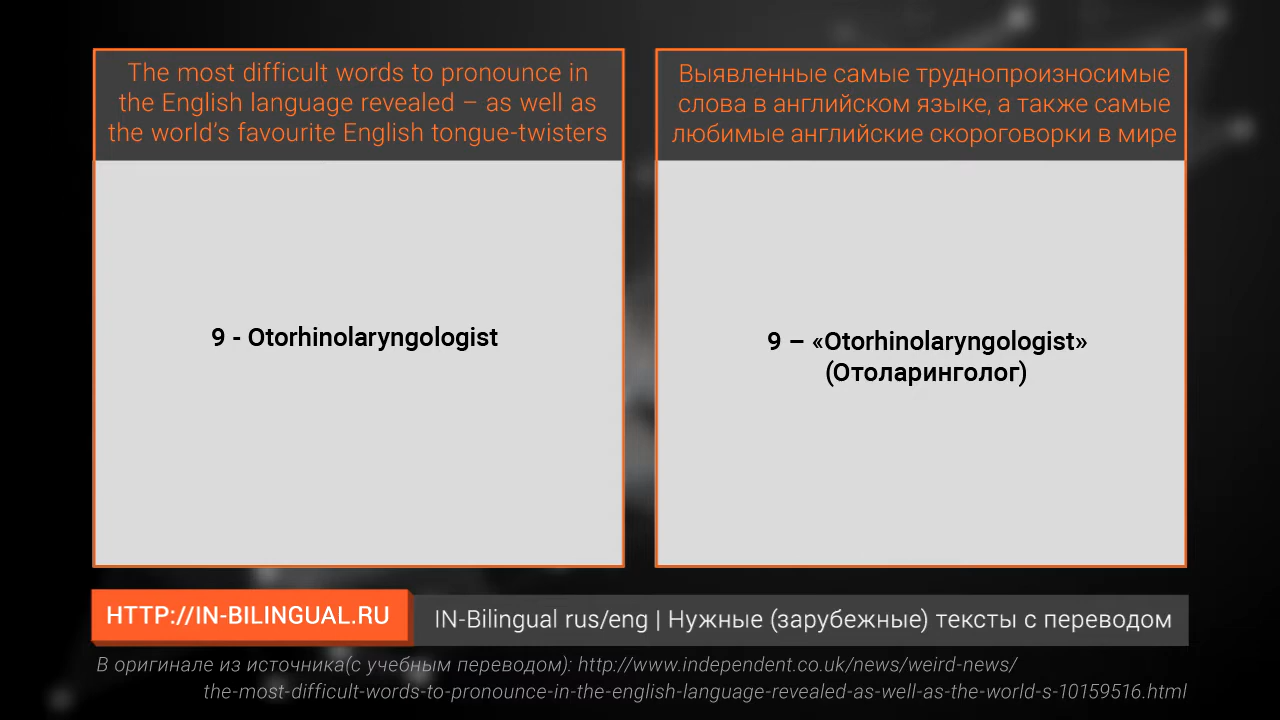 The most difficult words to pronounce in
the English language revealed – as well as
the world's favourite English tongue-twisters
9 - Otorhinolaryngologist
Выявленные самые труднопроизносимые
слова в английском языке, а также самые
любимые английские скороговорки в мире
9 – «Otorhinolaryngologist»
(Отоларинголог)
HTTP://IN-BILINGUAL.RU
IN-Bilingual rus/eng | Нужные (зарубежные) тексты с переводом
В оригинале из источника(с учебным переводом): http://www.independent.co.uk/news/weird-news/
the-most-difficult-words-to-pronounce-in-the-english-language-revealed-as-well-as-the-world-s-10159516.html